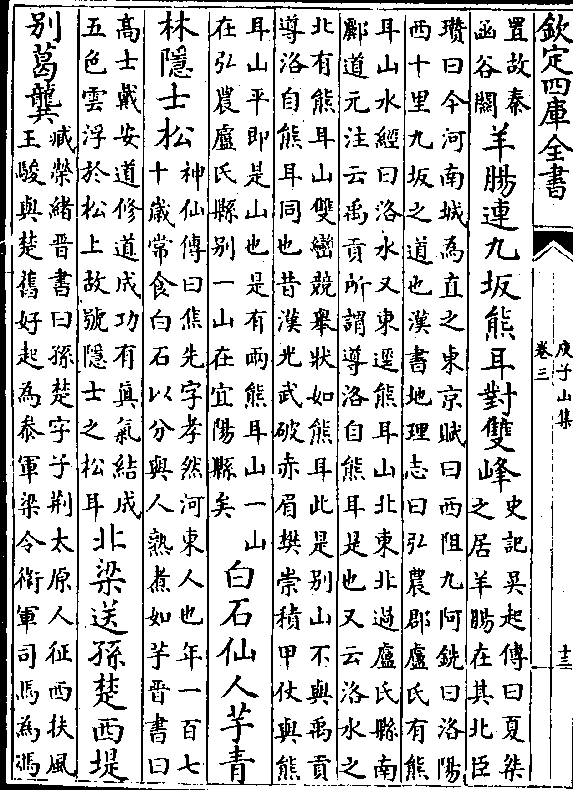 欽定四庫全書
庾子山集
卷三
十三
置故秦
函谷關
羊腸連九坂熊耳對雙峰
史記吳起傳曰夏桀
之居羊腸在其北臣
瓚曰今河南城為直之東京賦曰西阻九阿銑曰洛陽
西十里九坂之道也漢書地理志曰弘農郡盧氏有熊
耳山水經曰洛水又東逕熊耳山北東北過盧氏縣南
酈道元注云禹貢所謂導洛自熊耳是也又云洛水之
北有熊耳山雙巒競舉狀如熊耳此是别山不與禹貢
導洛自熊耳同也昔漢光武破赤眉樊崇積甲仗與熊
耳山平即是山也是有兩熊耳山一山
在弘農盧氏縣别一山在宜陽縣矣
白石仙人芋青
林隱士松
神仙傳曰焦先字孝然河東人也年一百七
十歲常食白石以分與人熟煮如芋晉書曰
高士戴安道修道成功有真氣結成
五色雲浮於松上故號隱士之松耳
北梁送孫楚西堤
别葛龔
臧榮緒晉書曰孫楚字子荆太原人征西扶風
王駿與楚舊好起為叅軍梁令衛軍司馬為馮